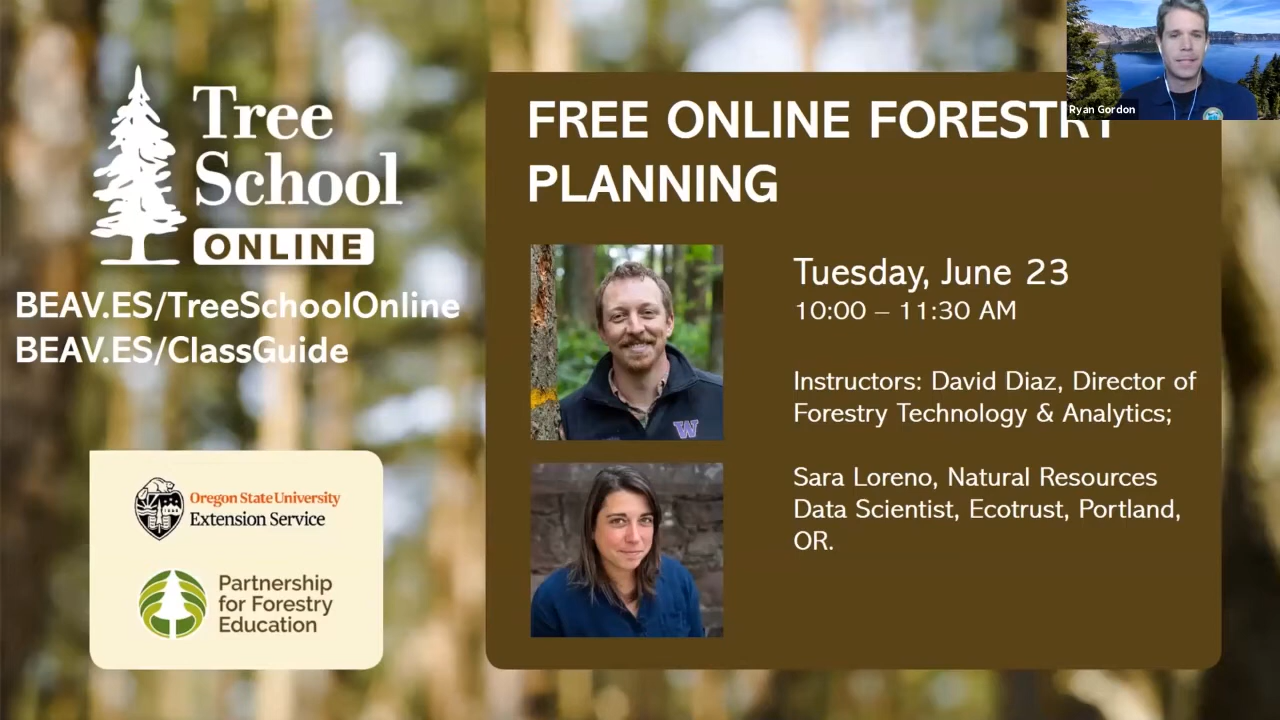 Tree
School
ONLINE
BEAV.ES/TreeSchoolOnline
BEAV.ES/ClassGuide
Oregon State University
Extension Service
Partnership
for Forestry
Education
FREE ONLINE FORESTRY
PLANNING
Tuesday, June 23
10:00 – 11:30 AM
Instructors: David Diaz, Director of
Forestry Technology & Analytics;
Sara Loreno, Natural Resources
Data Scientist, Ecotrust, Portland,
OR.
W
Ryan Gordon